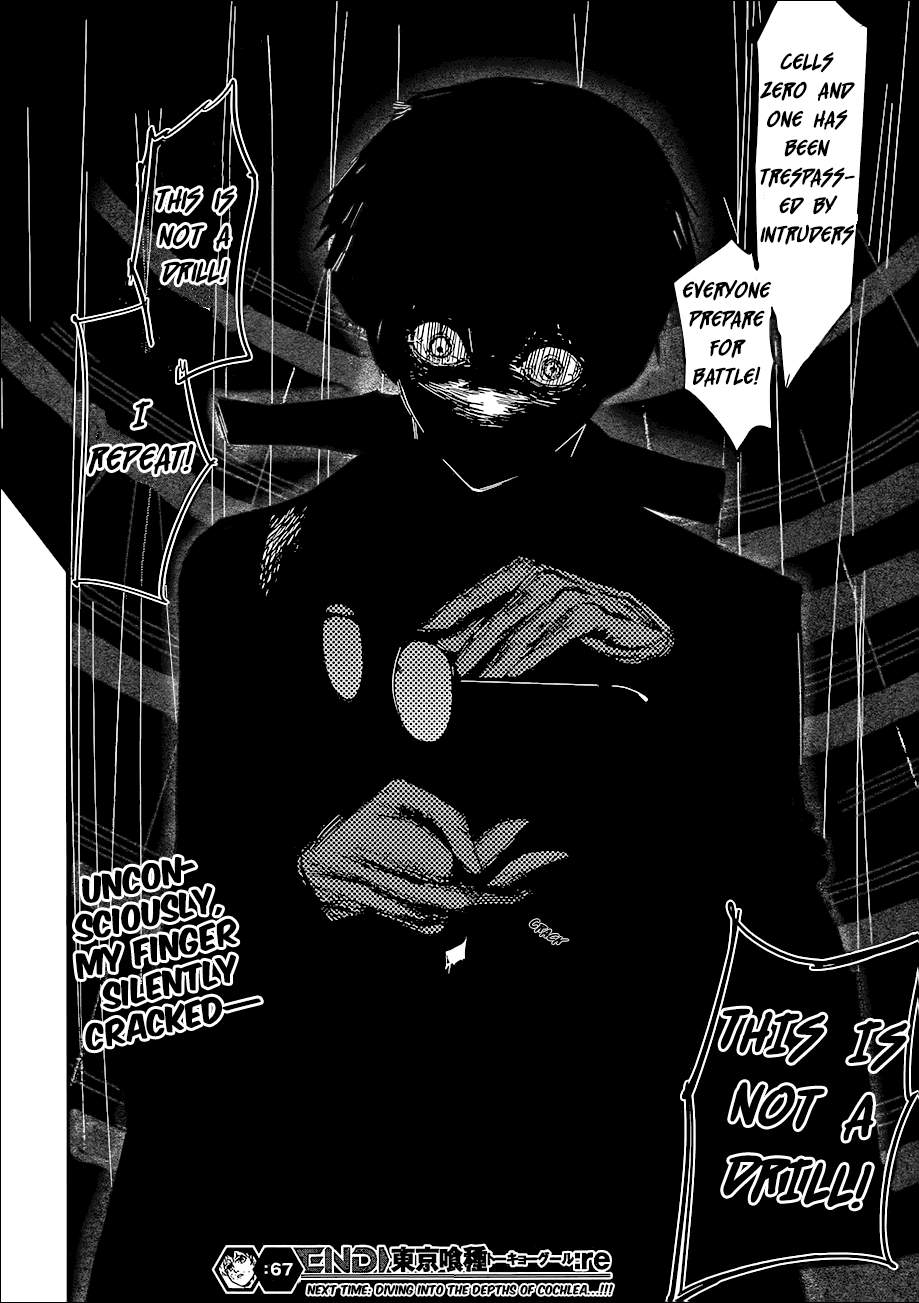 CELLS
ZERO AND
ONE HAS
BEEN
TRESPASS-
ED BY
INTRUDERS
EVERYONE
PREPARE
FOR
BATTLE!
THIS IS
NOT A
DRILL!
I
REPEAT!
THIS IS
NOT A
DRILL!
CRACK
UNCON-
SCIOUSLY,
MY FINGER
SILENTLY
CRACKED—
:67
END
東京喰種トーキョーグール:re
NEXT TIME: DIVING INTO THE DEPTHS OF COCHLEA...!!!